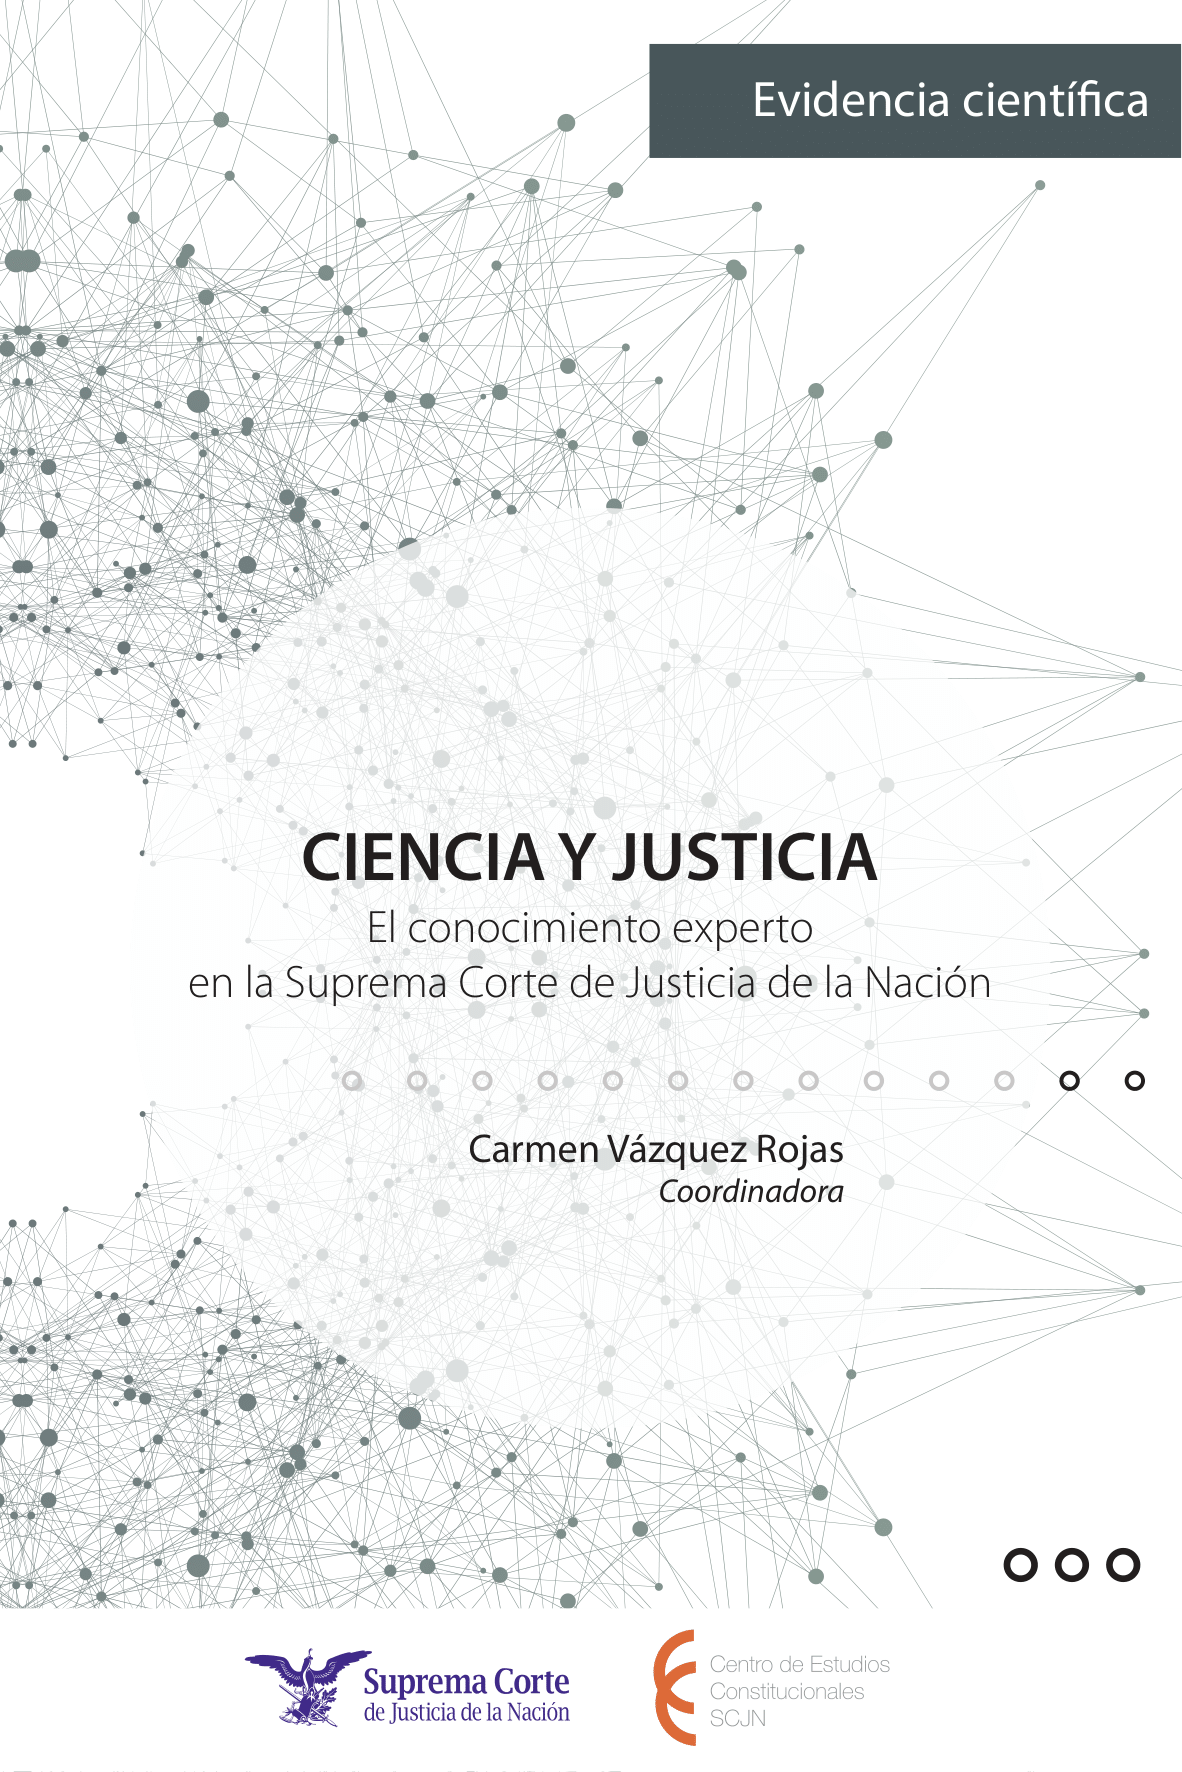 Evidencia científica
CIENCIA Y JUSTICIA
El conocimiento experto
en la Suprema Corte de Justicia de la Nación
Carmen Vázquez Rojas
Coordinadora
Suprema Corte
de Justicia de la Nación
Centro de Estudios
Constitucionales
SCJN